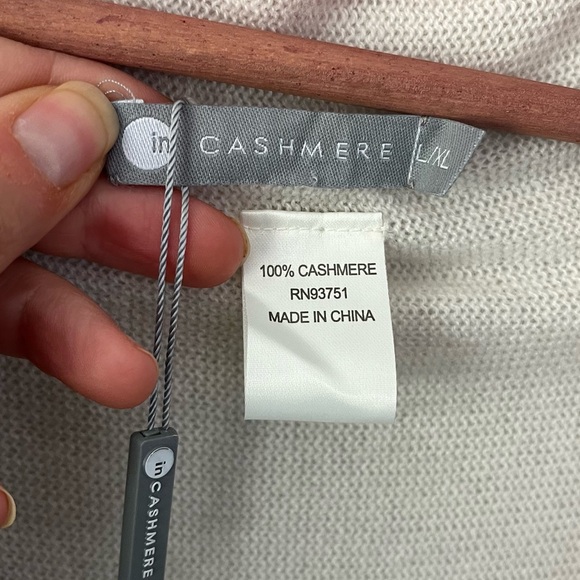 in CASHMERE L/XL
100% CASHMERE
RN93751
MADE IN CHINA
in CASHMERE